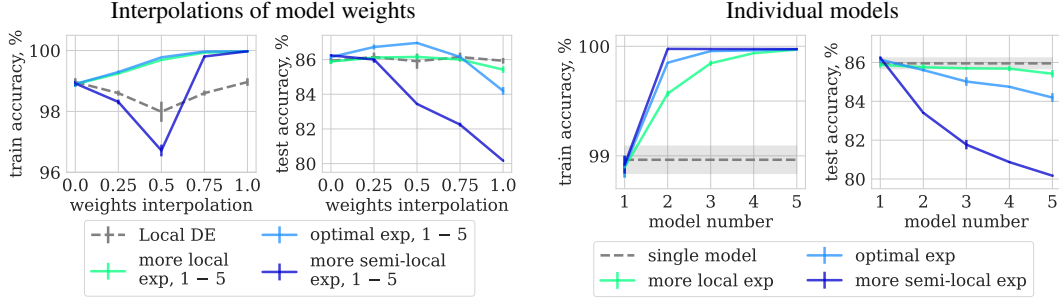 Interpolations of model weights
train accuracy, %
100
98
96
0.0 0.25 0.5 0.75 1.0
weights interpolation
test accuracy, %
86
84
82
80
0.0 0.25 0.5 0.75 1.0
weights interpolation
Local DE
more local
exp, 1 − 5
optimal exp, 1 − 5
more semi-local
exp, 1 − 5
Individual models
train accuracy, %
100
99
1 2 3 4 5
model number
test accuracy, %
86
84
82
80
1 2 3 4 5
model number
single model
more local exp
optimal exp
more semi-local exp